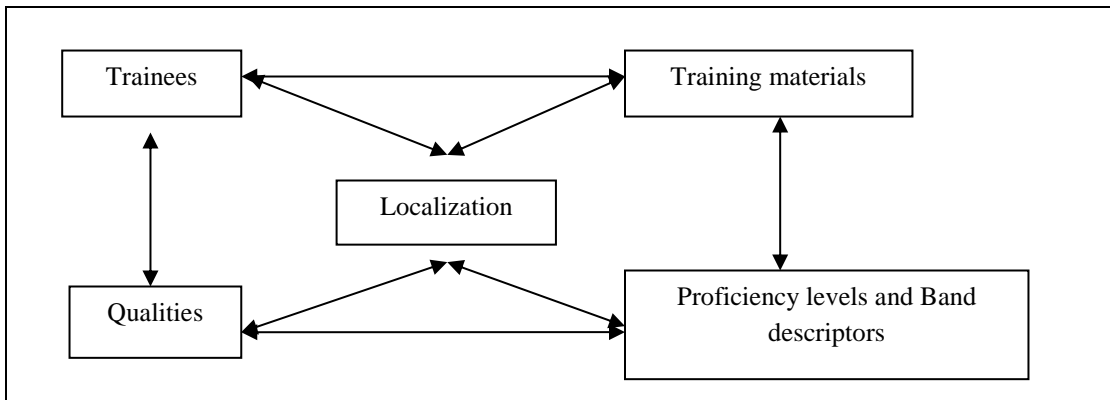 Trainees
Training materials
Localization
Qualities
Proficiency levels and Band
descriptors